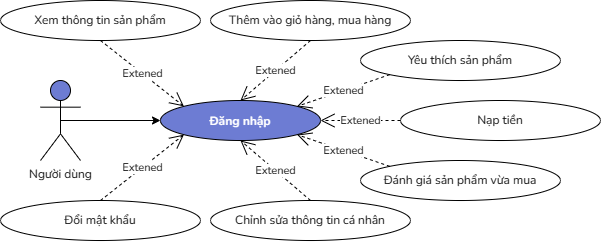 Xem thông tin sản phẩm
Thêm vào giỏ hàng, mua hàng
Yêu thích sản phẩm
Extened
Extened
Extened
Đăng nhập
Extened
Nạp tiền
Extened
Người dùng
Extened
Extened
Đánh giá sản phẩm vừa mua
Đổi mật khẩu
Chỉnh sửa thông tin cá nhân